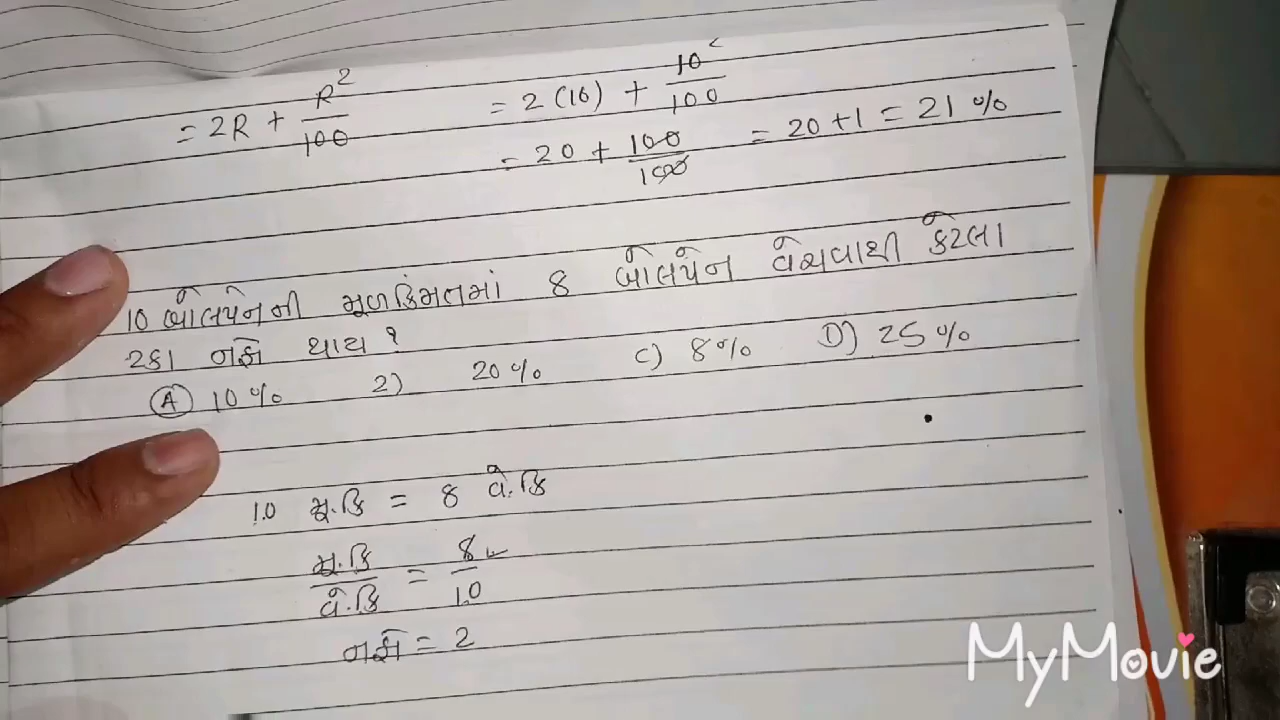 = 2R + R²/100 = 2(10) + 10²/100
= 20 + 100/100 = 20 + 1 = 21 %
10 બોલપેનની મૂળકિંમતમાં 8 બોલપેન વેચવાથી કેટલા
ટકા નફો થાય ?
(A) 10 % 2) 20 % C) 8 % D) 25 %
10 મૂ.કિ = 8 વે.કિ
મૂ.કિ/વે.કિ = 8/10
નફો = 2
MyMovie